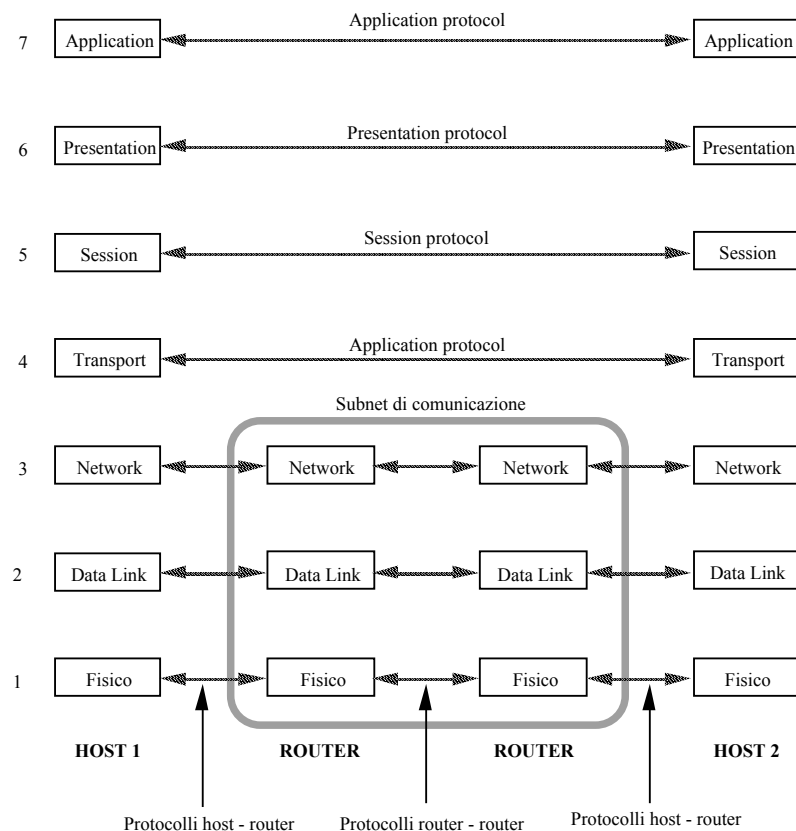 Application protocol
7 Application Application
Presentation protocol
6 Presentation Presentation
Session protocol
5 Session Session
Application protocol
4 Transport Transport
Subnet di comunicazione
3 Network Network Network Network
2 Data Link Data Link Data Link Data Link
1 Fisico Fisico Fisico Fisico
HOST 1 ROUTER ROUTER HOST 2
Protocolli host - router Protocolli router - router Protocolli host - router